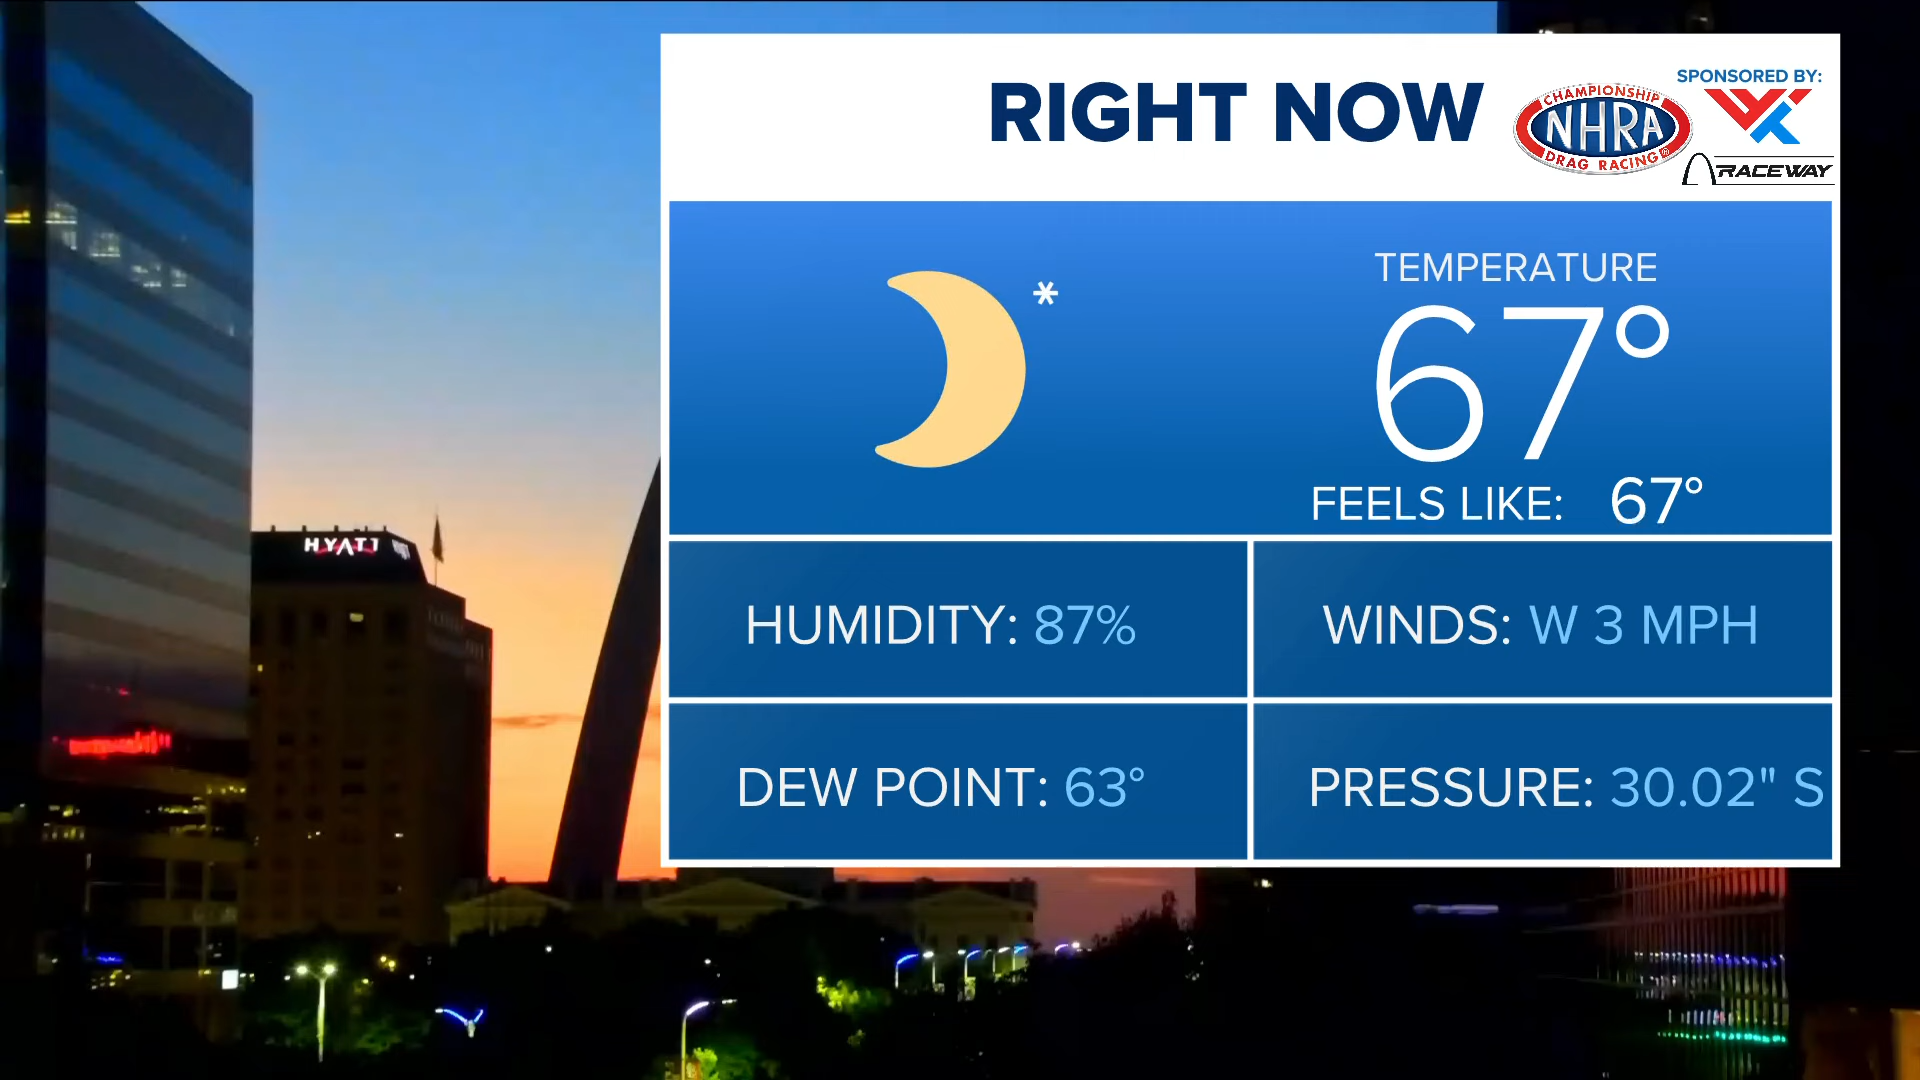 RIGHT NOW
SPONSORED BY:
CHAMPIONSHIP
NHRA
DRAG RACING
RACEWAY
TEMPERATURE
67°
FEELS LIKE: 67°
HUMIDITY: 87%
WINDS: W 3 MPH
DEW POINT: 63°
PRESSURE: 30.02" S
HYATT